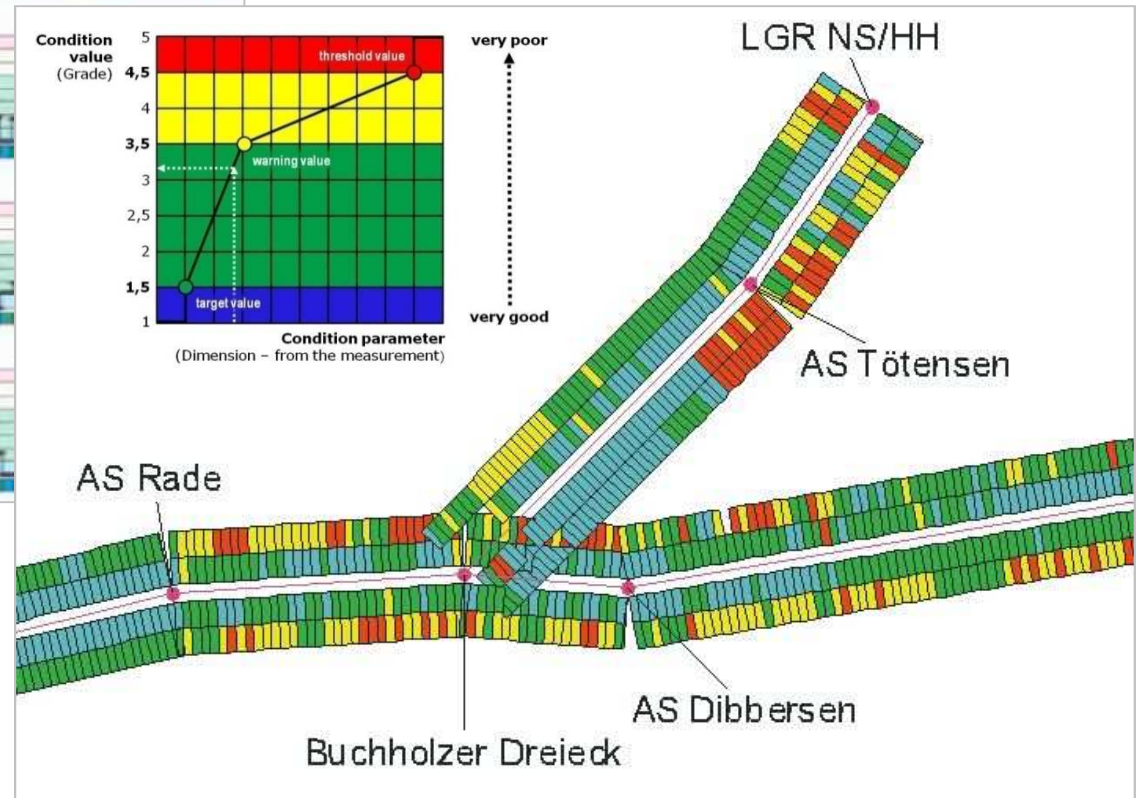 Condition
value
(Grade)
5
4,5
4
3,5
3
2,5
2
1,5
1
threshold value
warning value
target value
Condition parameter
(Dimension – from the measurement)
very poor
very good
LGR NS/HH
AS Tötensen
AS Rade
AS Dibbersen
Buchholzer Dreieck